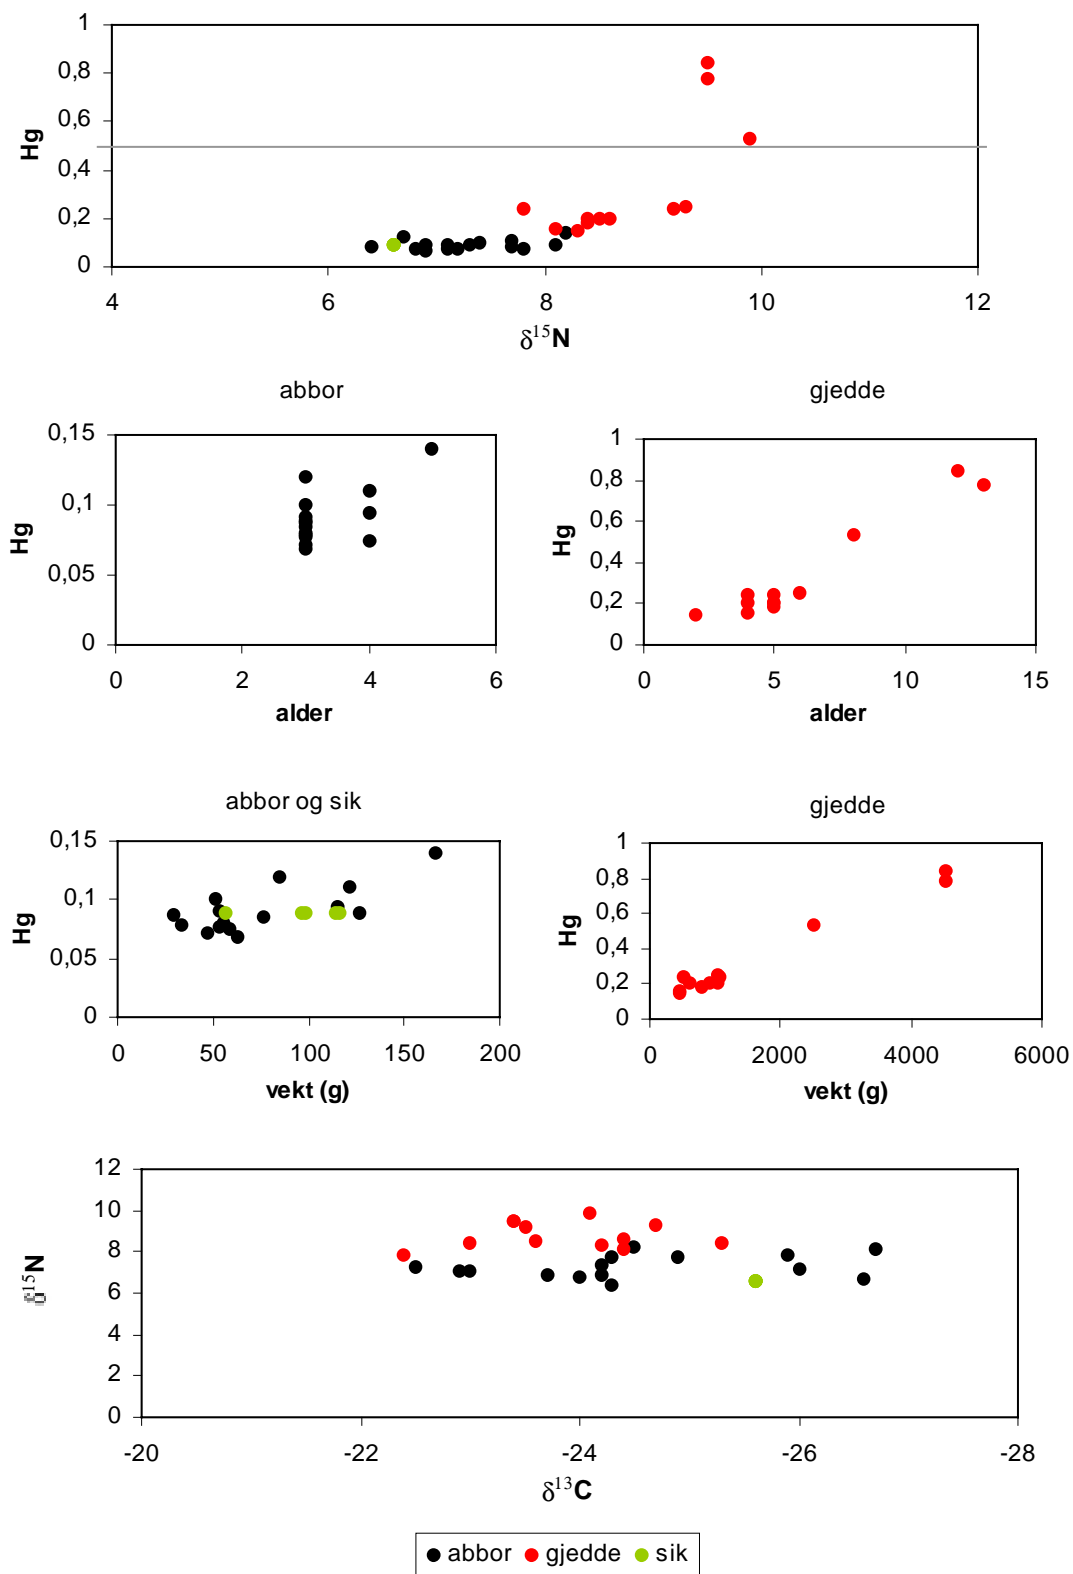 1
0,8
0,6
0,4
0,2
0
Hg
4 6 8 10 12
δ15N
abbor
0,15
0,1
0,05
0
Hg
0 2 4 6
alder
gjedde
1
0,8
0,6
0,4
0,2
0
Hg
0 5 10 15
alder
abbor og sik
0,15
0,1
0,05
0
Hg
0 50 100 150 200
vekt (g)
gjedde
1
0,8
0,6
0,4
0,2
0
Hg
0 2000 4000 6000
vekt (g)
12
10
8
6
4
2
0
δ15N
-20 -22 -24 -26 -28
δ13C
abbor gjedde sik